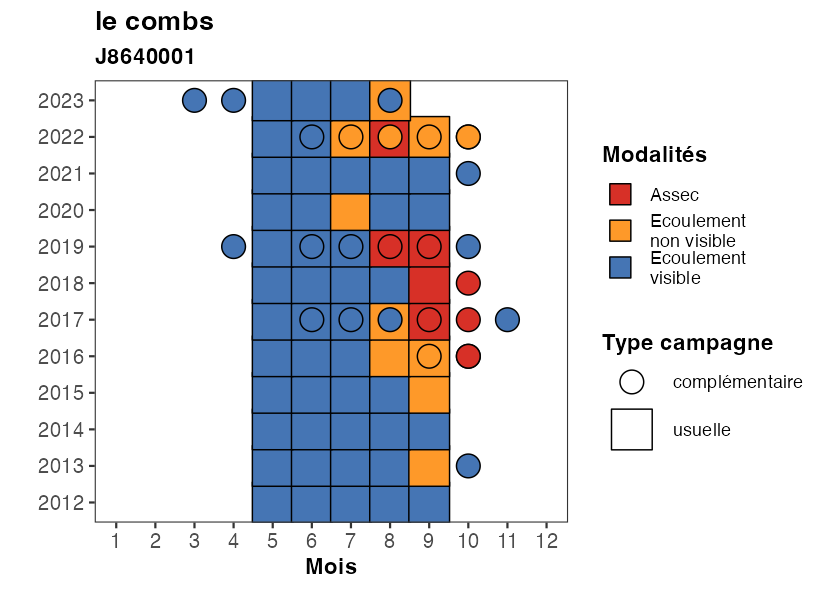 le combs
J8640001
2023
2022
2021
2020
2019
2018
2017
2016
2015
2014
2013
2012
1 2 3 4 5 6 7 8 9 10 11 12
Mois
Modalités
Assec
Ecoulement
non visible
Ecoulement
visible
Type campagne
complémentaire
usuelle